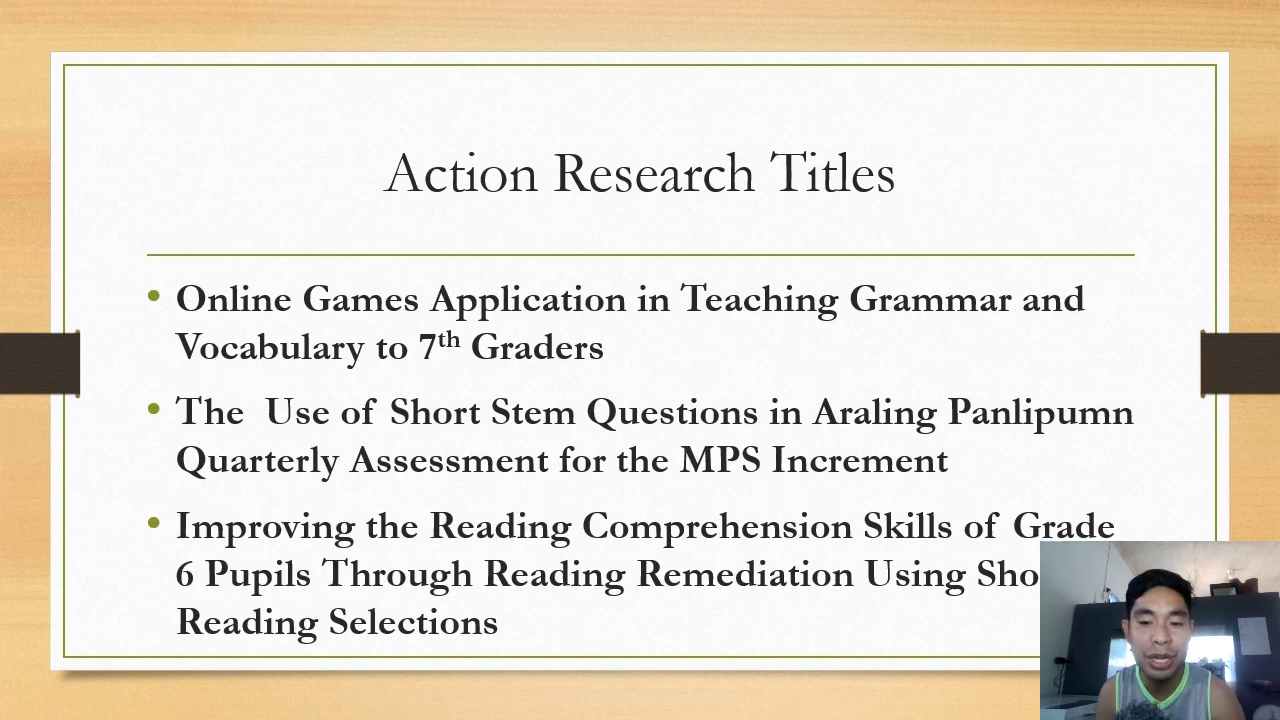 Action Research Titles
• Online Games Application in Teaching Grammar and
Vocabulary to 7th Graders
• The Use of Short Stem Questions in Araling Panlipumn
Quarterly Assessment for the MPS Increment
• Improving the Reading Comprehension Skills of Grade
6 Pupils Through Reading Remediation Using
Reading Selections